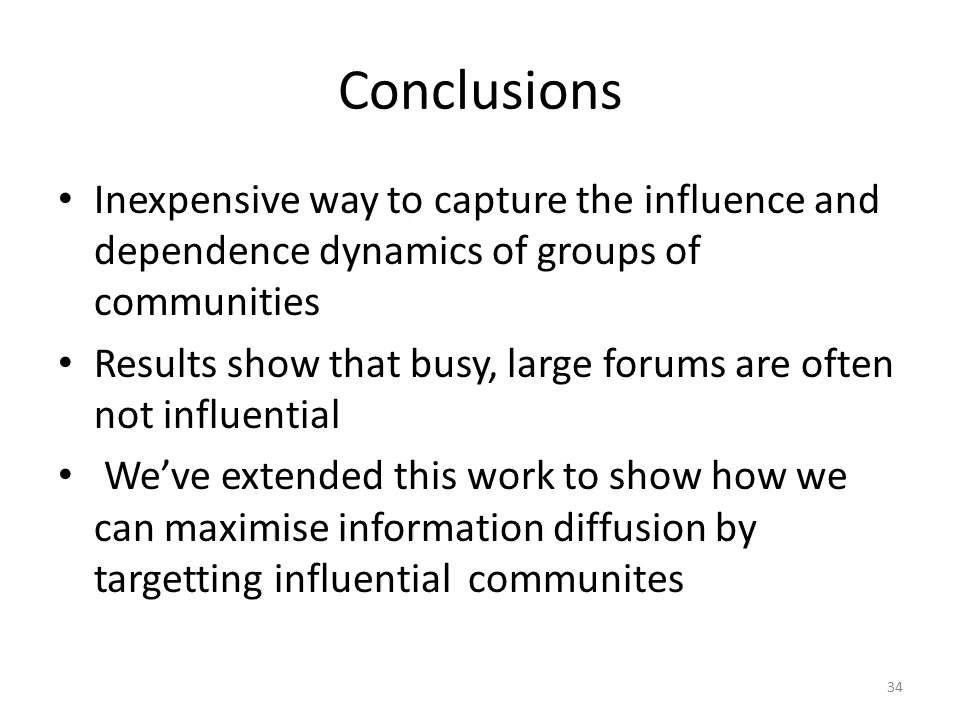 Conclusions
• Inexpensive way to capture the influence and
dependence dynamics of groups of
communities
• Results show that busy, large forums are often
not influential
• We’ve extended this work to show how we
can maximise information diffusion by
targetting influential communites
34